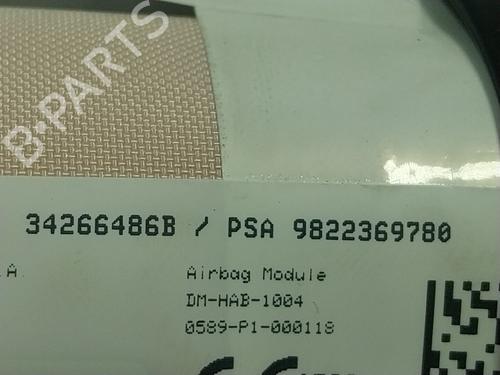 B-PARTS
34266486B / PSA 9822369780
.A. Airbag Module
DM-HAB-1004
0589-P1-000118